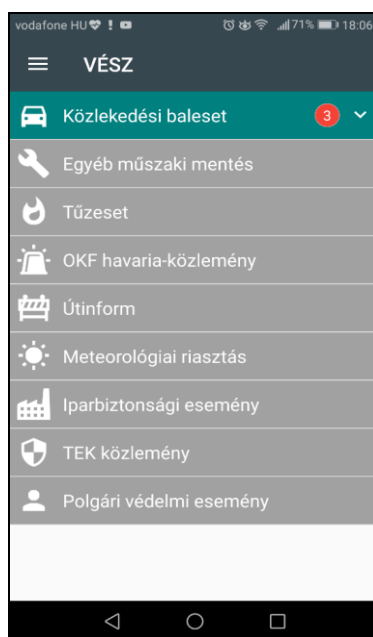 vodafone HU 71% 18:06
VÉSZ
Közlekedési baleset 3
Egyéb műszaki mentés
Tűzeset
OKF havaria-közlemény
Útinform
Meteorológiai riasztás
Iparbiztonsági esemény
TEK közlemény
Polgári védelmi esemény